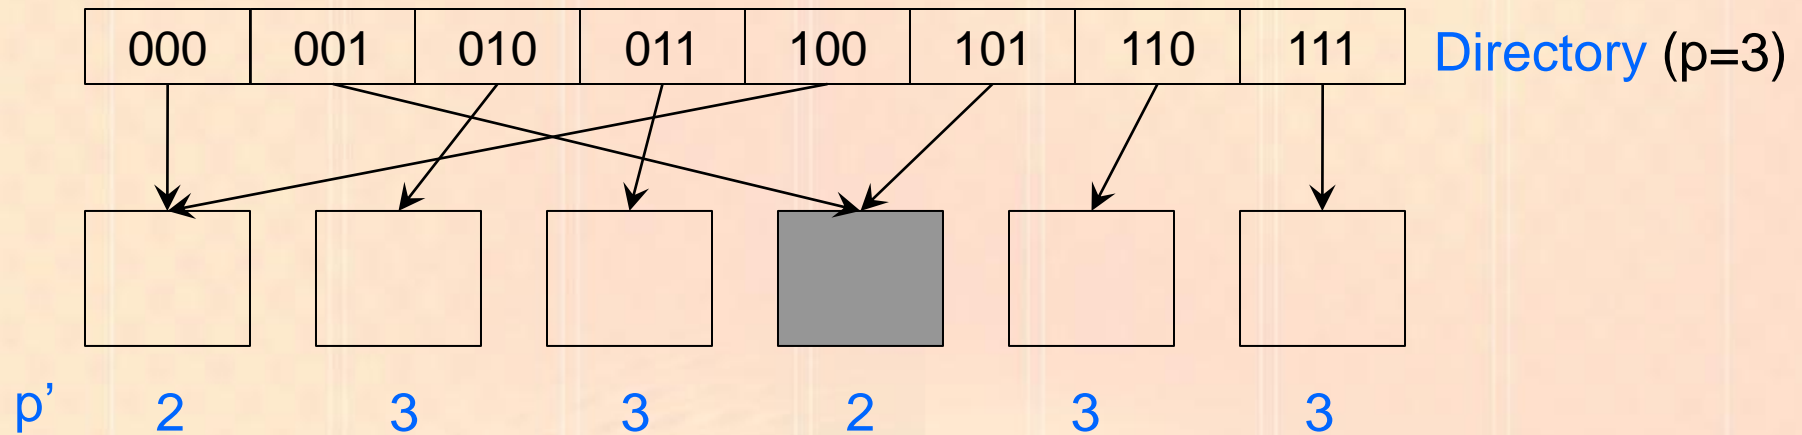 000 001 010 011 100 101 110 111 Directory (p=3)
p’ 2 3 3 2 3 3